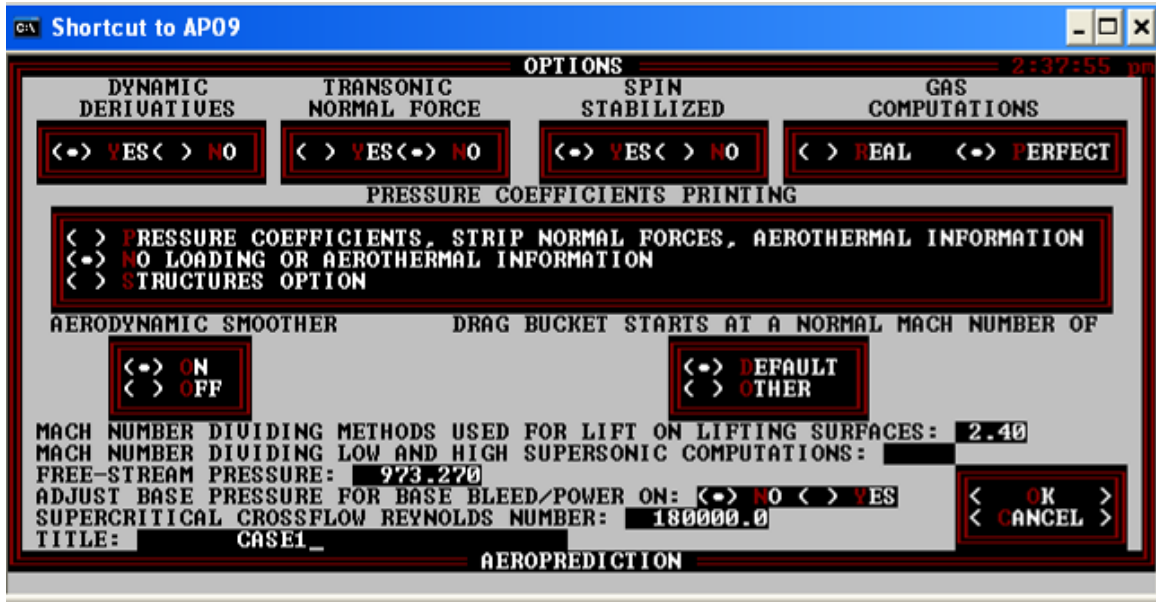 Shortcut to AP09
OPTIONS 2:37:55 pm
DYNAMIC TRANSONIC SPIN GAS
DERIVATIVES NORMAL FORCE STABILIZED COMPUTATIONS
<•> YES< > NO < > YES<•> NO <•> YES< > NO < > REAL <•> PERFECT
PRESSURE COEFFICIENTS PRINTING
< > PRESSURE COEFFICIENTS, STRIP NORMAL FORCES, AEROTHERMAL INFORMATION
<•> NO LOADING OR AEROTHERMAL INFORMATION
< > STRUCTURES OPTION
AERODYNAMIC SMOOTHER DRAG BUCKET STARTS AT A NORMAL MACH NUMBER OF
<•> ON <•> DEFAULT
< > OFF < > OTHER
MACH NUMBER DIVIDING METHODS USED FOR LIFT ON LIFTING SURFACES: 2.40
MACH NUMBER DIVIDING LOW AND HIGH SUPERSONIC COMPUTATIONS:
FREE-STREAM PRESSURE: 973.270
ADJUST BASE PRESSURE FOR BASE BLEED/POWER ON: <•> NO < > YES < OK >
SUPERCRITICAL CROSSFLOW REYNOLDS NUMBER: 180000.0 < CANCEL >
TITLE: CASE1_
AEROPREDICTION